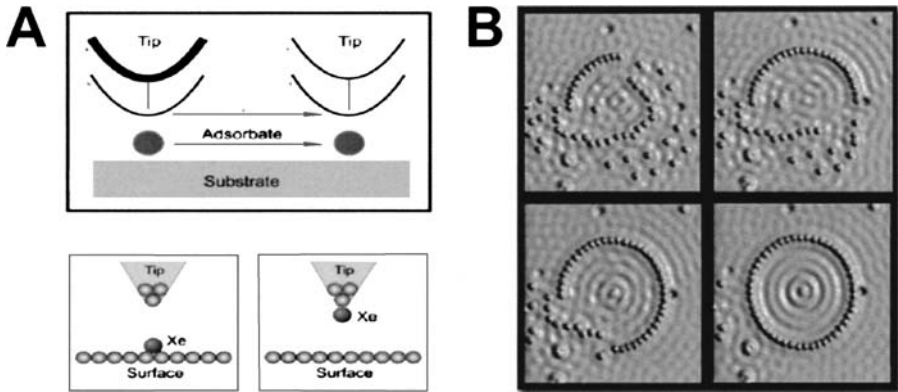 A
B
Tip
Tip
Adsorbate
Substrate
Tip
Tip
Xe
Xe
Surface
Surface